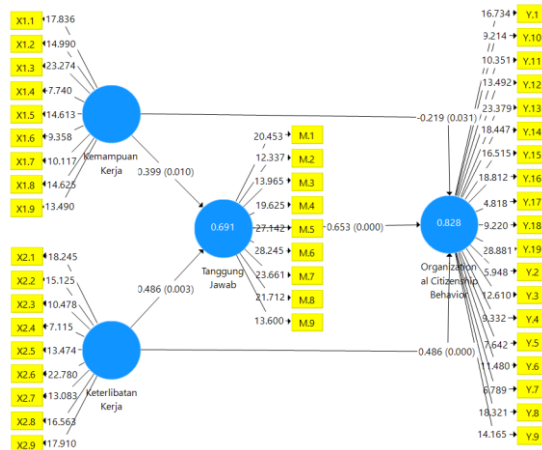 X1.1 17.836
X1.2 14.990
X1.3 23.274
X1.4 7.740
X1.5 14.613
X1.6 9.358
X1.7 10.117
X1.8 14.625
X1.9 13.490
Kemampuan
Kerja
X2.1 18.245
X2.2 15.125
X2.3 10.478
X2.4 7.115
X2.5 13.474
X2.6 22.780
X2.7 13.083
X2.8 16.563
X2.9 17.910
Keterlibatan
Kerja
0.399 (0.010)
0.486 (0.003)
0.691
Tanggung
Jawab
20.453 M.1
12.337 M.2
13.965 M.3
19.625 M.4
27.142 M.5
28.245 M.6
23.661 M.7
21.712 M.8
13.600 M.9
-0.219 (0.031)
0.653 (0.000)
0.486 (0.000)
0.828
Organization
al Citizenship
Behavior
16.734 Y.1
9.214 Y.10
10.351 Y.11
13.492 Y.12
23.379 Y.13
18.447 Y.14
16.515 Y.15
18.812 Y.16
4.818 Y.17
9.220 Y.18
28.881 Y.19
5.948 Y.2
12.610 Y.3
9.332 Y.4
7.642 Y.5
11.480 Y.6
6.789 Y.7
18.321 Y.8
14.165 Y.9